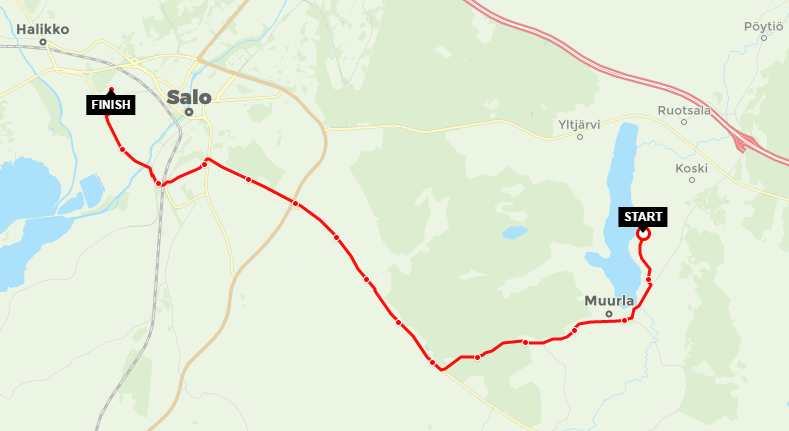 Halikko
Pöytiö
Salo
FINISH
Ruotsala
Yltjärvi
Koski
START
Muurla